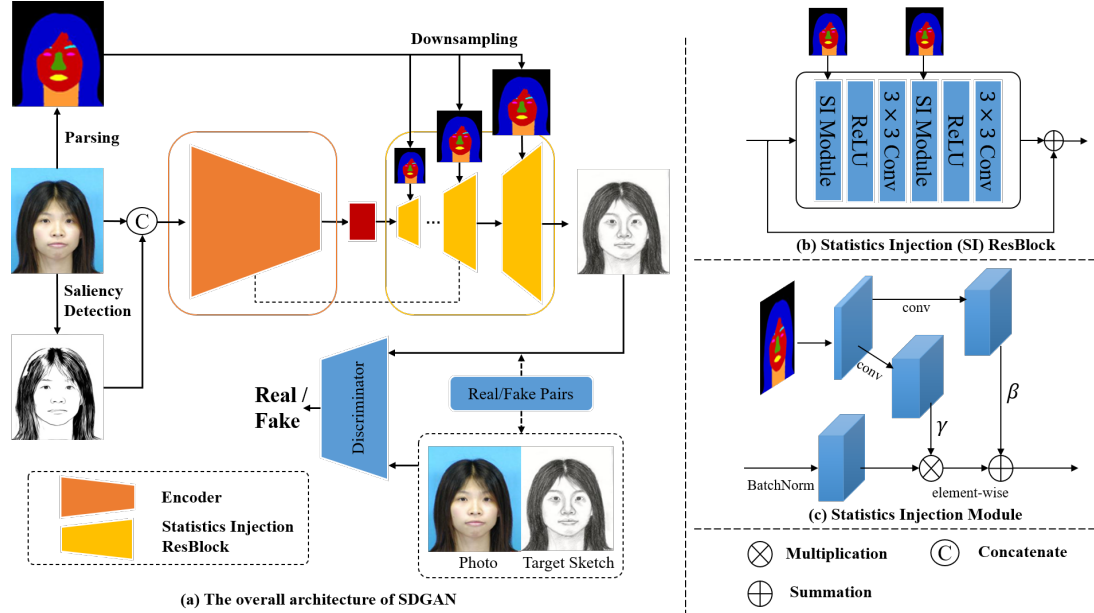 Downsampling
Parsing
C
Saliency
Detection
...
Real /
Fake
Discriminator
Real/Fake Pairs
Encoder
Statistics Injection
ResBlock
Photo
Target Sketch
(a) The overall architecture of SDGAN
SI Module
ReLU
3 × 3 Conv
SI Module
ReLU
3 × 3 Conv
(b) Statistics Injection (SI) ResBlock
conv
conv
β
γ
BatchNorm
element-wise
(c) Statistics Injection Module
Multiplication
C
Concatenate
Summation